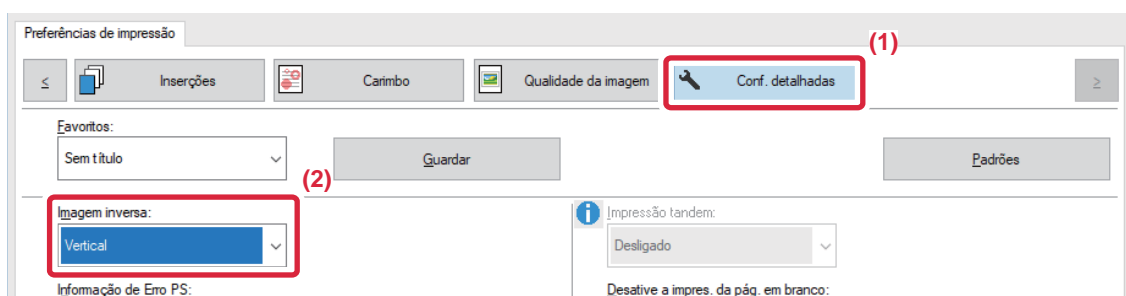 Preferências de impressão
(1)
≤ Inserções Carimbo Qualidade da imagem Conf. detalhadas ≥
Favoritos:
Sem título Guardar Padrões
(2)
Imagem inversa: Impressão tandem:
Vertical Desligado
Informação de Erro PS: Desative a impres. da pág. em branco: